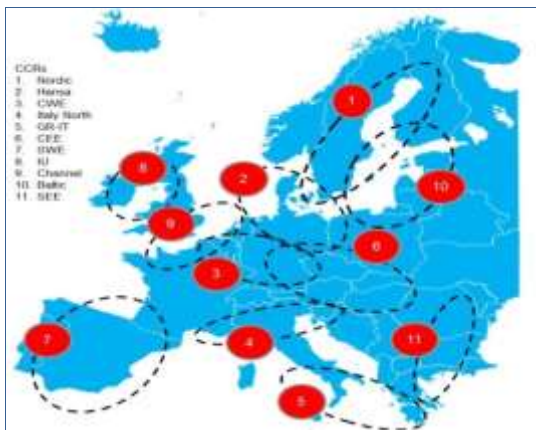 CCRs
1. Nordic
2 Hansa
3. CWE
4. Italy North
5. GR-IT
6. CEE
7. SWE
8. IU
9. Channel
10. Baltic
11. SEE
1
8
2
10
9
6
3
7
4
11
5